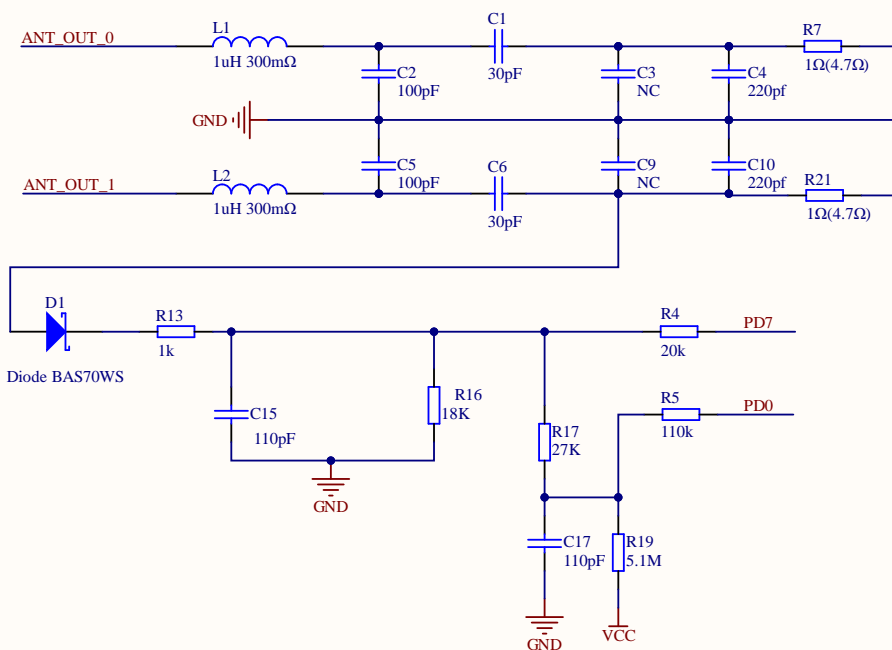 ANT_OUT_0
L1
1uH 300mΩ
C1
30pF
R7
1Ω(4.7Ω)
C2
100pF
C3
NC
C4
220pf
GND
ANT_OUT_1
L2
1uH 300mΩ
C5
100pF
C6
30pF
C9
NC
C10
220pf
R21
1Ω(4.7Ω)
D1
Diode BAS70WS
R13
1k
R4
20k
PD7
C15
110pF
R16
18K
R17
27K
R5
110k
PD0
GND
C17
110pF
R19
5.1M
GND
VCC